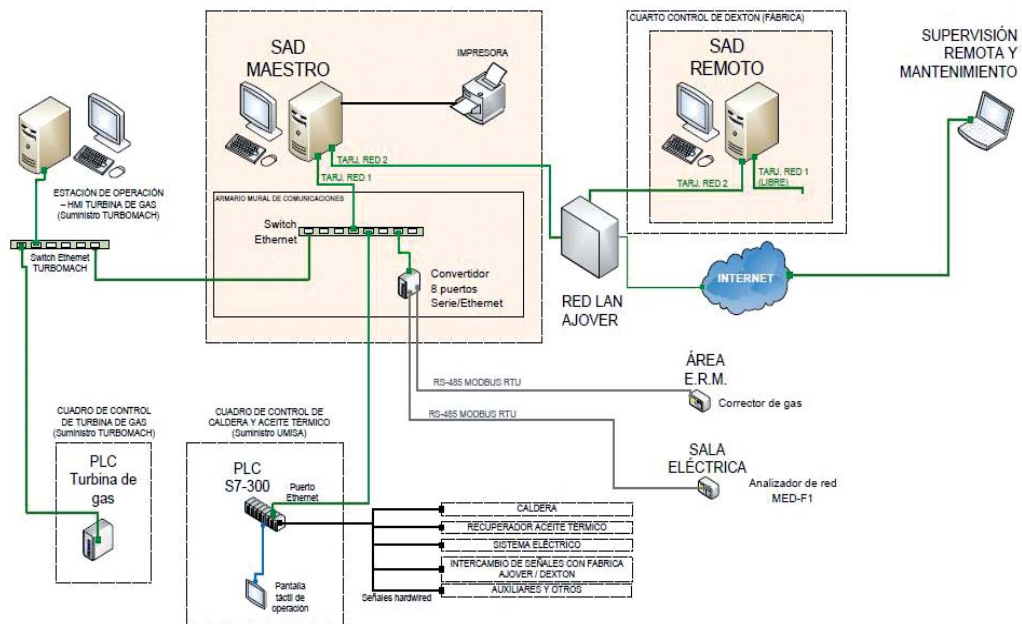 SAD
MAESTRO
IMPRESORA
TARJ. RED 2
TARJ. RED 1
ARMARIO MURAL DE COMUNICACIONES
Switch
Ethernet
Convertidor
8 puertos
Serie/Ethernet
ESTACIÓN DE OPERACIÓN
– HMI TURBINA DE GAS
(Suministro TURBOMACH)
Switch Ethernet
TURBOMACH
CUARTO CONTROL DE DEXTON (FÁBRICA)
SAD
REMOTO
TARJ. RED 2
TARJ. RED 1
(LIBRE)
SUPERVISIÓN
REMOTA Y
MANTENIMIENTO
RED LAN
AJOVER
INTERNET
RS-485 MODBUS RTU
RS-485 MODBUS RTU
ÁREA
E.R.M.
Corrector de gas
SALA
ELÉCTRICA
Analizador de red
MED-F1
CUADRO DE CONTROL
DE TURBINA DE GAS
(Suministro TURBOMACH)
PLC
Turbina de
gas
CUADRO DE CONTROL DE
CALDERA Y ACEITE TÉRMICO
(Suministro UMISA)
PLC
S7-300
Puerto
Ethernet
Pantalla
táctil de
operación
Señales hardwired
CALDERA
RECUPERADOR ACEITE TÉRMICO
SISTEMA ELÉCTRICO
INTERCAMBIO DE SEÑALES CON FABRICA
AJOVER / DEXTON
AUXILIARES Y OTROS